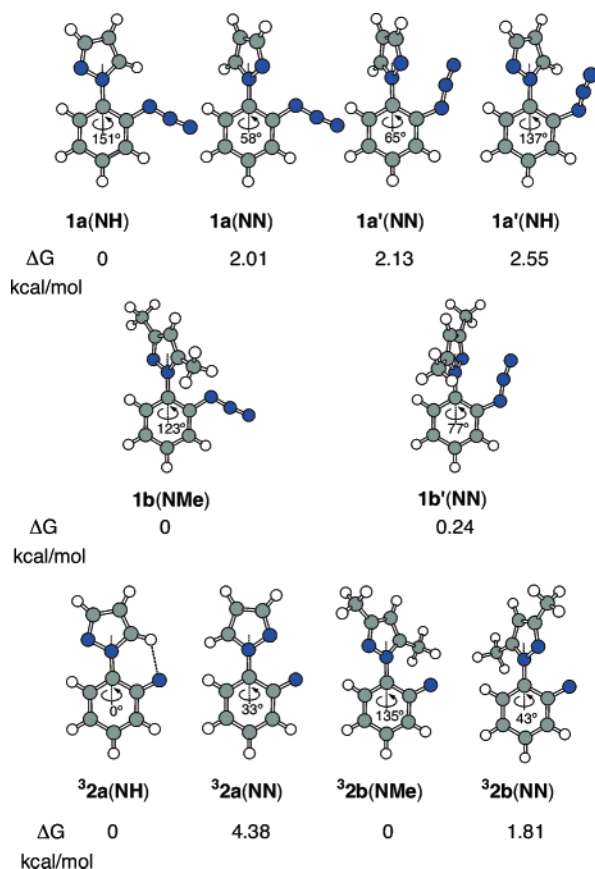 151° 58° 65° 137°
1a(NH) 1a(NN) 1a'(NN) 1a'(NH)
ΔG 0 2.01 2.13 2.55
kcal/mol
123° 77°
1b(NMe) 1b'(NN)
ΔG 0 0.24
kcal/mol
0° 33° 135° 43°
³2a(NH) ³2a(NN) ³2b(NMe) ³2b(NN)
ΔG 0 4.38 0 1.81
kcal/mol